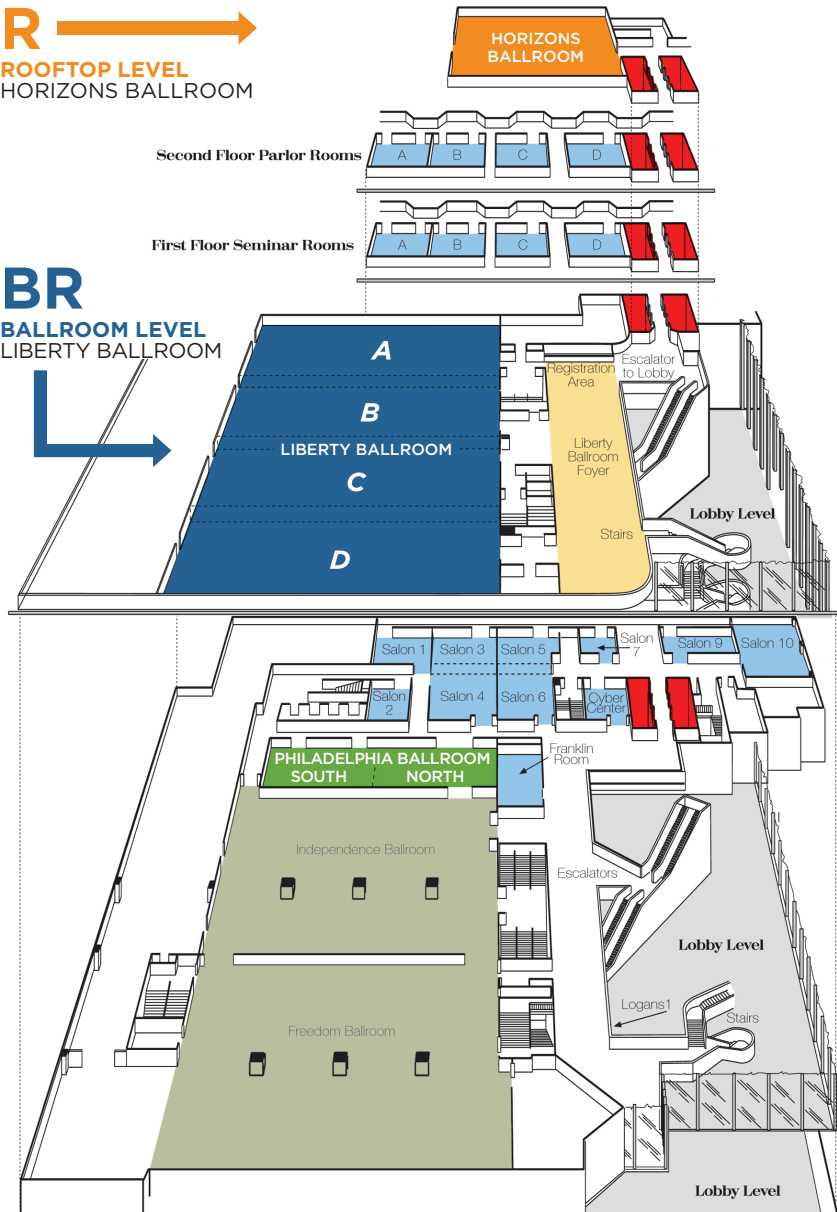 R
ROOFTOP LEVEL
HORIZONS BALLROOM
HORIZONS
BALLROOM
Second Floor Parlor Rooms
A
B
C
D
First Floor Seminar Rooms
A
B
C
D
BR
BALLROOM LEVEL
LIBERTY BALLROOM
A
B
LIBERTY BALLROOM
C
D
Registration
Area
Escalator
to Lobby
Liberty
Ballroom
Foyer
Stairs
Lobby Level
Salon 1
Salon 3
Salon 5
Salon
7
Salon 9
Salon 10
Salon
2
Salon 4
Salon 6
Cyber
Center
PHILADELPHIA BALLROOM
SOUTH
NORTH
Franklin
Room
Independence Ballroom
Escalators
Lobby Level
Logans1
Stairs
Freedom Ballroom
Lobby Level